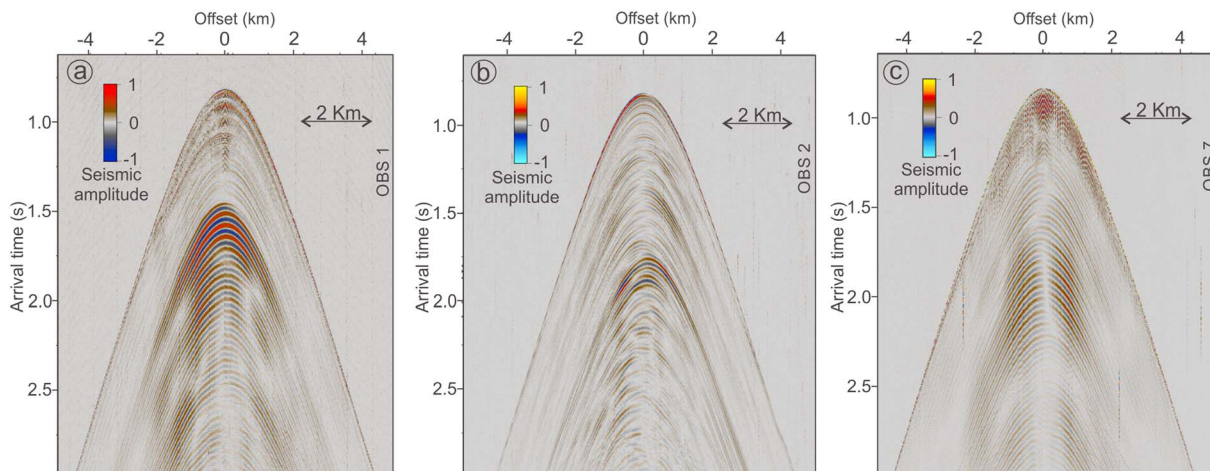 Offset (km)
-4 -2 0 2 4
a
1
0
-1
Seismic
amplitude
2 Km
OBS 1
Arrival time (s)
1.0
1.5
2.0
2.5
Offset (km)
-4 -2 0 2 4
b
1
0
-1
Seismic
amplitude
2 Km
OBS 2
Arrival time (s)
1.0
1.5
2.0
2.5
Offset (km)
-4 -2 0 2 4
c
1
0
-1
Seismic
amplitude
2 Km
OBS 7
Arrival time (s)
1.0
1.5
2.0
2.5